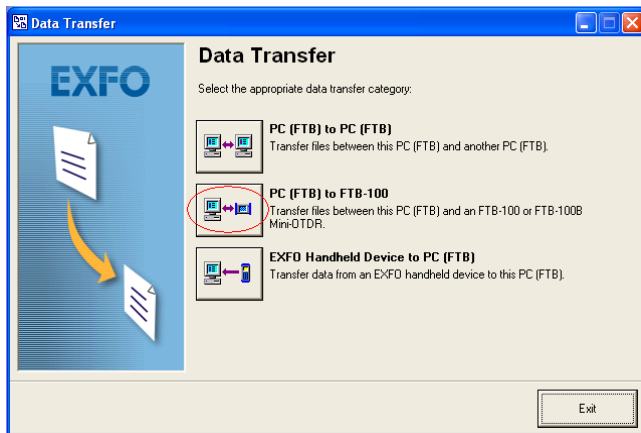 Data Transfer
EXFO
Data Transfer
Select the appropriate data transfer category:
PC (FTB) to PC (FTB)
Transfer files between this PC (FTB) and another PC (FTB).
PC (FTB) to FTB-100
Transfer files between this PC (FTB) and an FTB-100 or FTB-100B
Mini-OTDR.
EXFO Handheld Device to PC (FTB)
Transfer data from an EXFO handheld device to this PC (FTB).
Exit